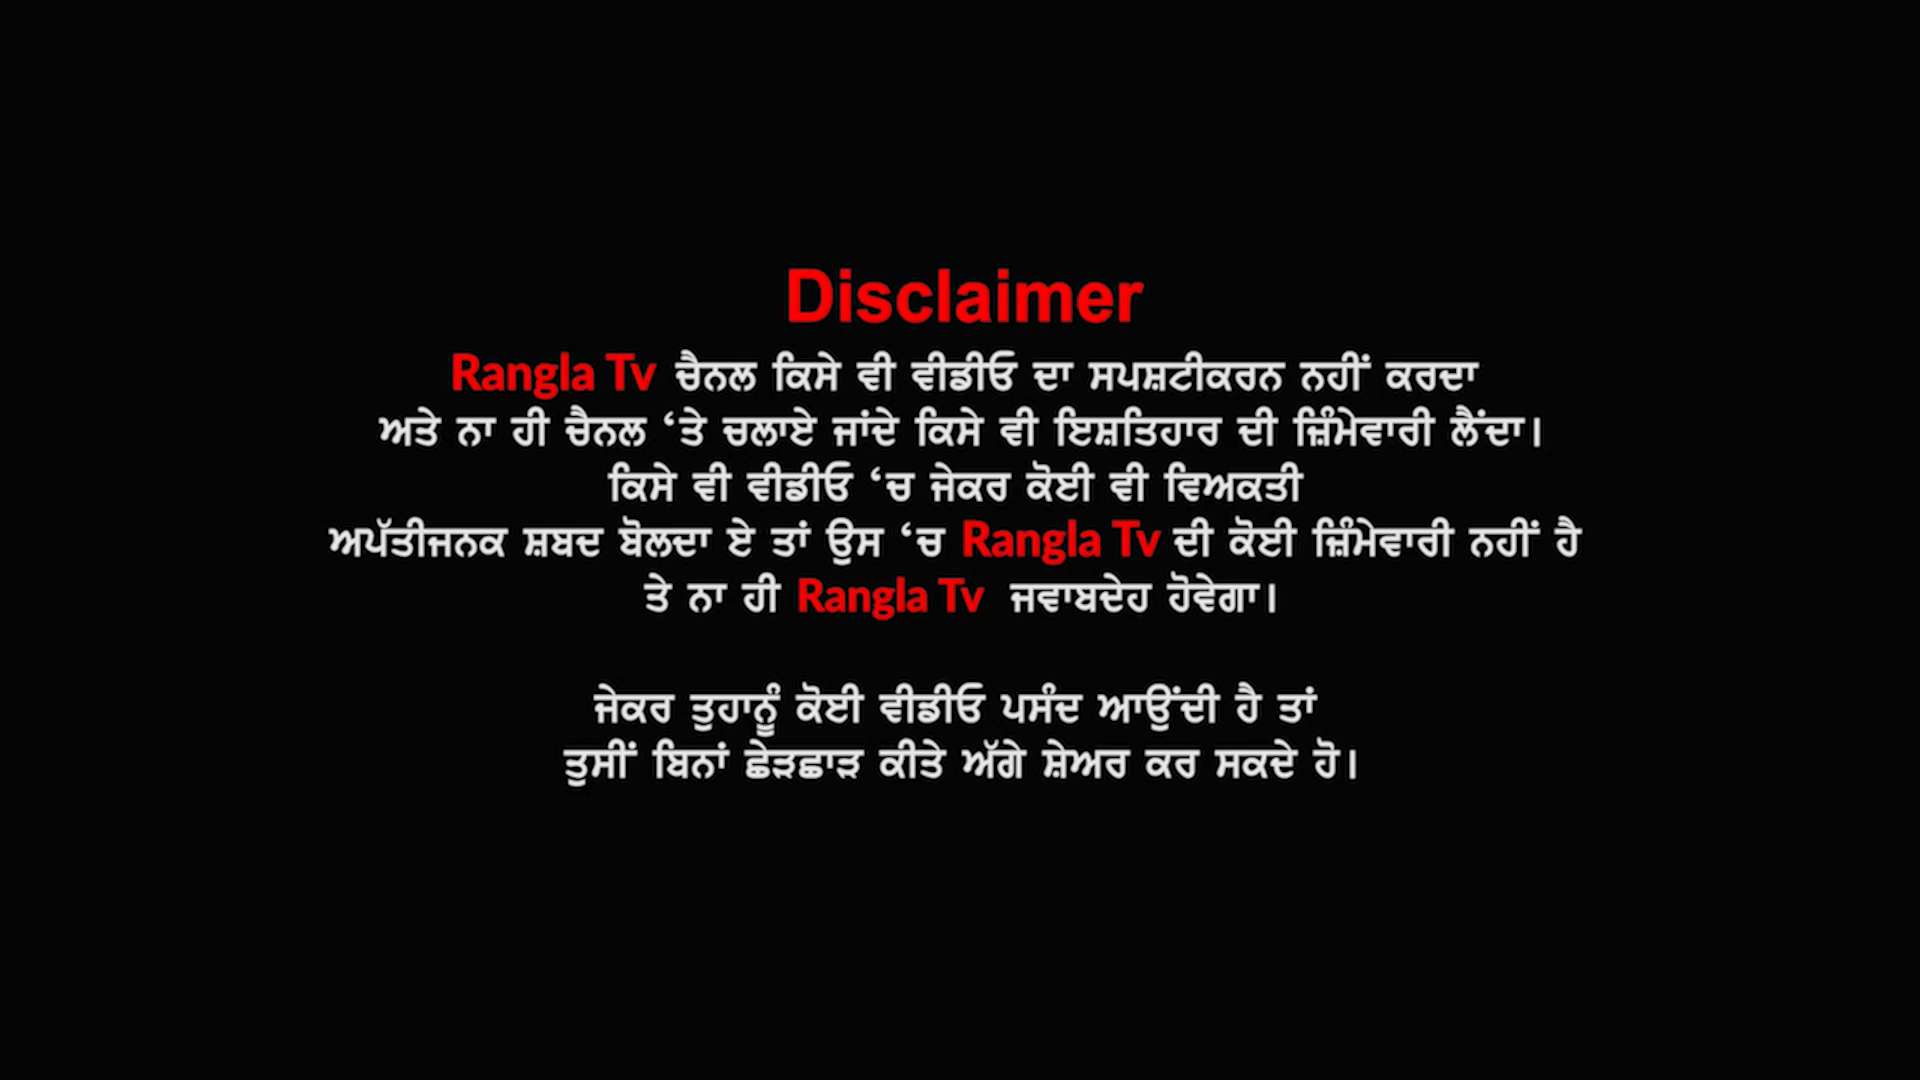 Disclaimer
Rangla Tv ਚੈਨਲ ਕਿਸੇ ਵੀ ਵੀਡੀਓ ਦਾ ਸਪਸ਼ਟੀਕਰਨ ਨਹੀਂ ਕਰਦਾ
ਅਤੇ ਨਾ ਹੀ ਚੈਨਲ ‘ਤੇ ਚਲਾਏ ਜਾਂਦੇ ਕਿਸੇ ਵੀ ਇਸ਼ਤਿਹਾਰ ਦੀ ਜ਼ਿੰਮੇਵਾਰੀ ਲੈਂਦਾ।
ਕਿਸੇ ਵੀ ਵੀਡੀਓ ‘ਚ ਜੇਕਰ ਕੋਈ ਵੀ ਵਿਅਕਤੀ
ਅਪੱਤੀਜਨਕ ਸ਼ਬਦ ਬੋਲਦਾ ਏ ਤਾਂ ਉਸ ‘ਚ Rangla Tv ਦੀ ਕੋਈ ਜ਼ਿੰਮੇਵਾਰੀ ਨਹੀਂ ਹੈ
ਤੇ ਨਾ ਹੀ Rangla Tv ਜਵਾਬਦੇਹ ਹੋਵੇਗਾ।
ਜੇਕਰ ਤੁਹਾਨੂੰ ਕੋਈ ਵੀਡੀਓ ਪਸੰਦ ਆਉਂਦੀ ਹੈ ਤਾਂ
ਤੁਸੀਂ ਬਿਨਾਂ ਛੇੜਛਾੜ ਕੀਤੇ ਅੱਗੇ ਸ਼ੇਅਰ ਕਰ ਸਕਦੇ ਹੋ।